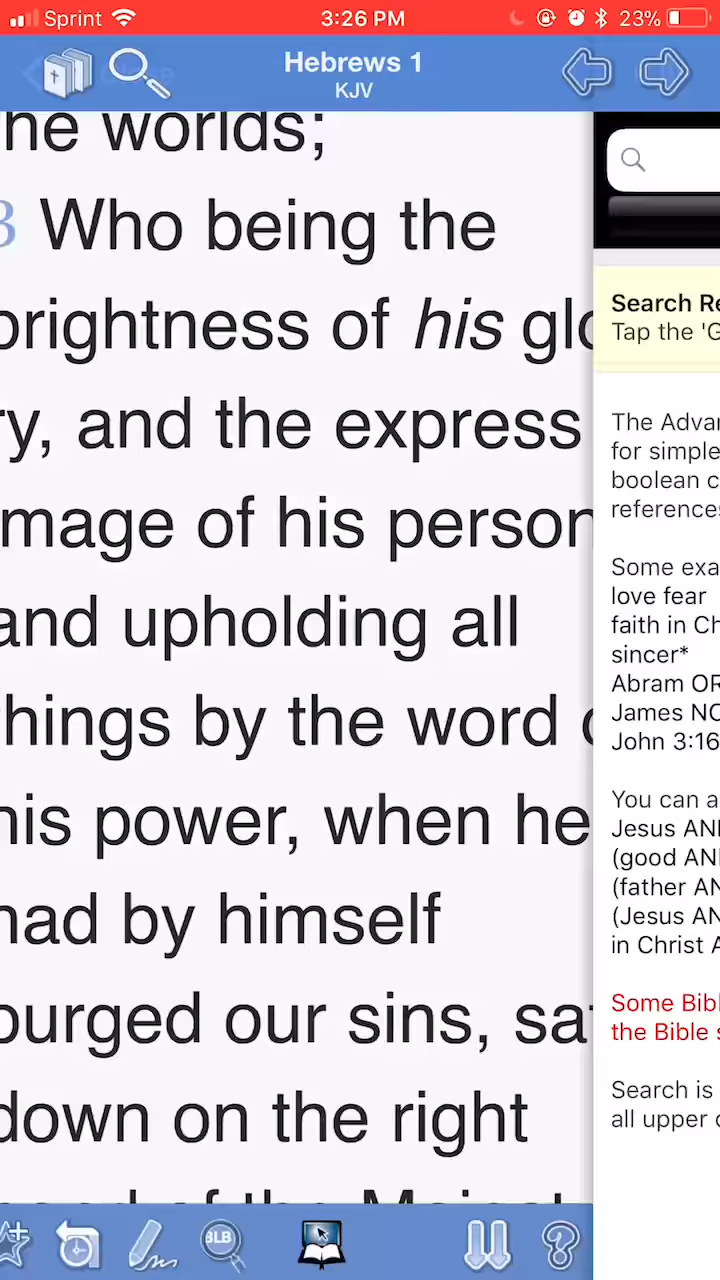 Sprint 3:26 PM 23%
Hebrews 1
KJV
he worlds;
3 Who being the
brightness of his glo
ry, and the express
mage of his person
and upholding all
hings by the word
his power, when he
had by himself
purged our sins, sat
down on the right
BLB
Search Re
Tap the 'G
The Advan
for simple
boolean c
references
Some exa
love fear
faith in Ch
sincer*
Abram OR
James NO
John 3:16
You can a
Jesus AND
(good AND
(father AN
(Jesus AN
in Christ A
Some Bibl
the Bible s
Search is
all upper c